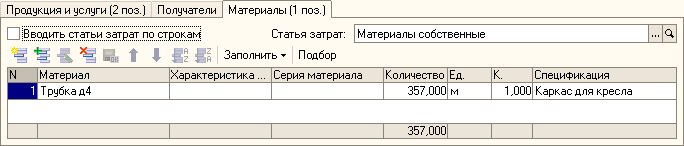 Продукция и услуги (2 поз.) Получатели Материалы (1 поз.)
Вводить статьи затрат по строкам Статья затрат: Материалы собственные ...
Заполнить Подбор
N Материал Характеристика ... Серия материала Количество Ед. К. Спецификация
1 Трубка д4 357,000 м 1,000 Каркас для кресла
357,000